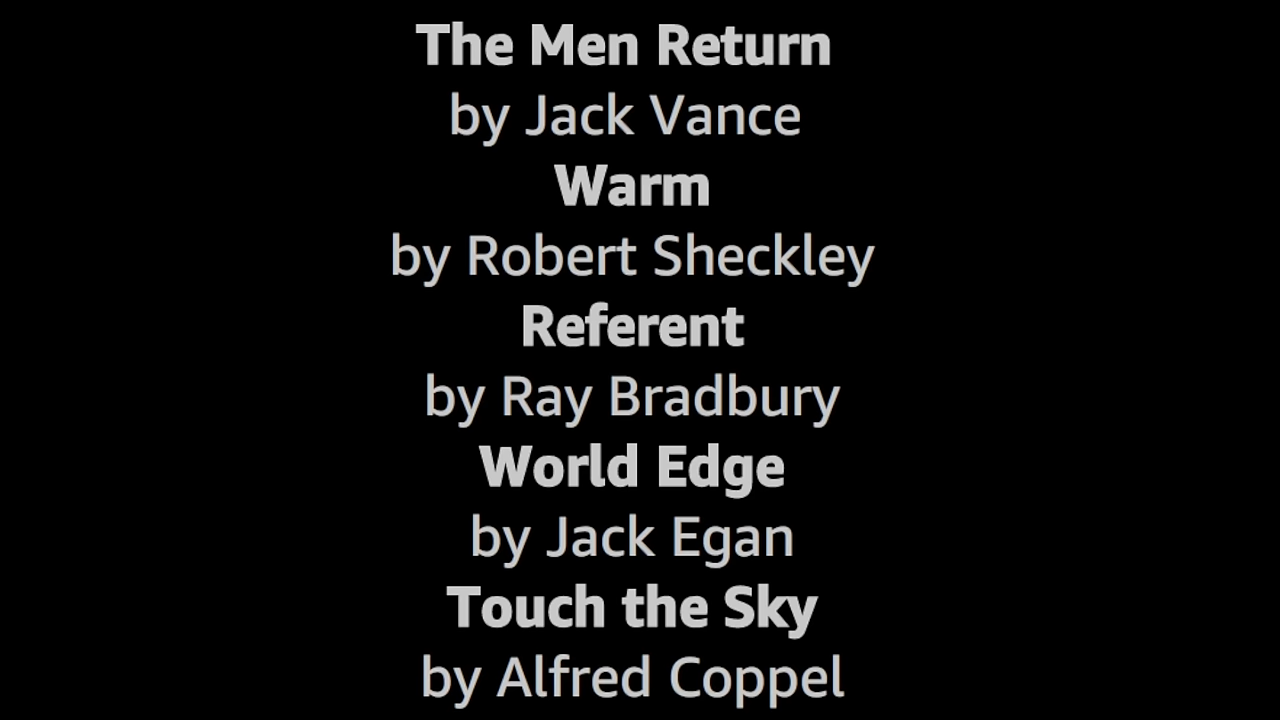 The Men Return
by Jack Vance
Warm
by Robert Sheckley
Referent
by Ray Bradbury
World Edge
by Jack Egan
Touch the Sky
by Alfred Coppel